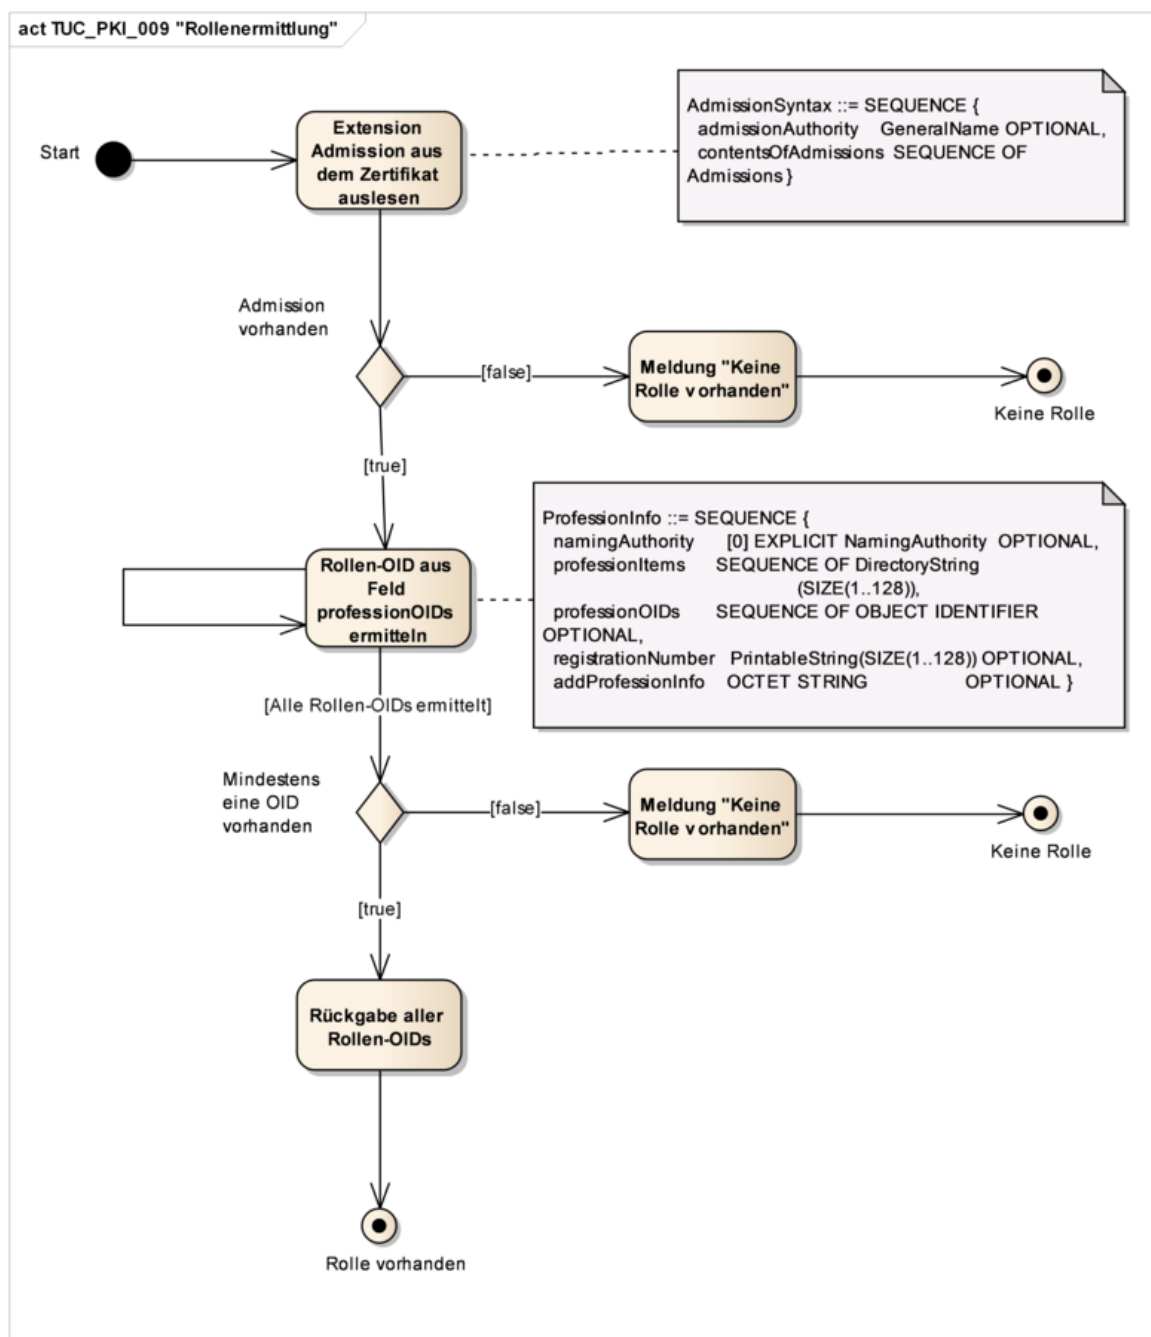 act TUC_PKI_009 "Rollenermittlung"
Start
Extension
Admission aus
dem Zertifikat
auslesen
AdmissionSyntax ::= SEQUENCE {
admissionAuthority GeneralName OPTIONAL,
contentsOfAdmissions SEQUENCE OF
Admissions }
Admission
vorhanden
[false]
Meldung "Keine
Rolle vorhanden"
Keine Rolle
[true]
Rollen-OID aus
Feld
professionOIDs
ermitteln
ProfessionInfo ::= SEQUENCE {
namingAuthority [0] EXPLICIT NamingAuthority OPTIONAL,
professionItems SEQUENCE OF DirectoryString
(SIZE(1..128)),
professionOIDs SEQUENCE OF OBJECT IDENTIFIER
OPTIONAL,
registrationNumber PrintableString(SIZE(1..128)) OPTIONAL,
addProfessionInfo OCTET STRING OPTIONAL }
[Alle Rollen-OIDs ermittelt]
Mindestens
eine OID
vorhanden
[false]
Meldung "Keine
Rolle vorhanden"
Keine Rolle
[true]
Rückgabe aller
Rollen-OIDs
Rolle vorhanden